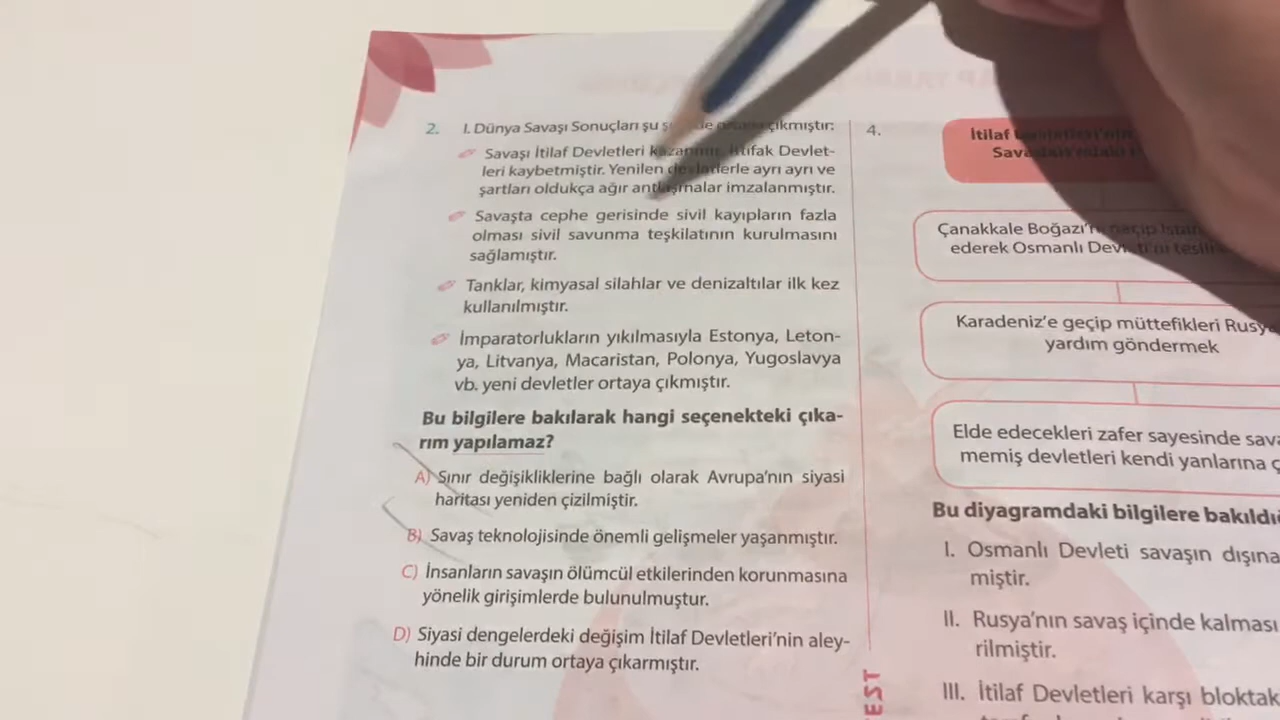 2. I. Dünya Savaşı Sonuçları şu çıkmıştır:
Savaşı İtilaf Devletleri kazanmış, İttifak Devlet-
leri kaybetmiştir. Yenilen devletlerle ayrı ayrı ve
şartları oldukça ağır antlaşmalar imzalanmıştır.
Savaşta cephe gerisinde sivil kayıpların fazla
olması sivil savunma teşkilatının kurulmasını
sağlamıştır.
Tanklar, kimyasal silahlar ve denizaltılar ilk kez
kullanılmıştır.
İmparatorlukların yıkılmasıyla Estonya, Leton-
ya, Litvanya, Macaristan, Polonya, Yugoslavya
vb. yeni devletler ortaya çıkmıştır.
Bu bilgilere bakılarak hangi seçenekteki çıka-
rım yapılamaz?
A) Sınır değişikliklerine bağlı olarak Avrupa'nın siyasi
haritası yeniden çizilmiştir.
B) Savaş teknolojisinde önemli gelişmeler yaşanmıştır.
C) İnsanların savaşın ölümcül etkilerinden korunmasına
yönelik girişimlerde bulunulmuştur.
D) Siyasi dengelerdeki değişim İtilaf Devletleri'nin aley-
hinde bir durum ortaya çıkarmıştır.
4.
İtilaf
Çanakkale Boğazı'nı geçip
ederek Osmanlı Devleti'ni
Karadeniz'e geçip müttefikleri
yardım göndermek
Elde edecekleri zafer sayesinde
memiş devletleri kendi yanlarına
Bu diyagramdaki bilgilere
I. Osmanlı Devleti savaşın dışına
miştir.
II. Rusya'nın savaş içinde kalması
rilmiştir.
III. İtilaf Devletleri karşı
TEST